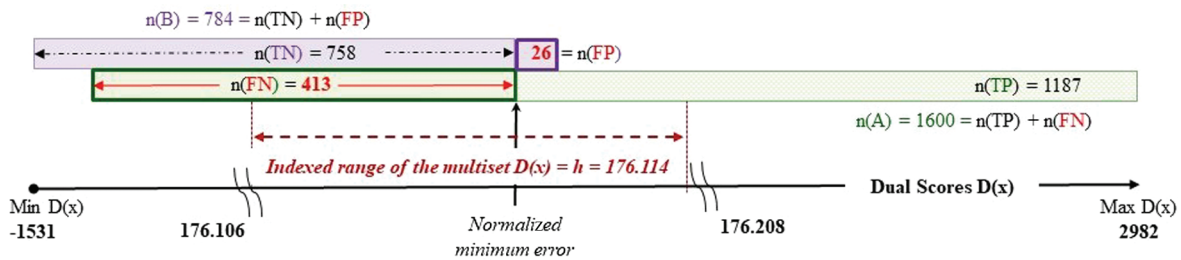 n(B) = 784 = n(TN) + n(FP)
n(TN) = 758
26 = n(FP)
n(FN) = 413
n(TP) = 1187
n(A) = 1600 = n(TP) + n(FN)
Indexed range of the multiset D(x) = h = 176.114
Dual Scores D(x)
Min D(x)
-1531
176.106
Normalized
minimum error
176.208
Max D(x)
2982